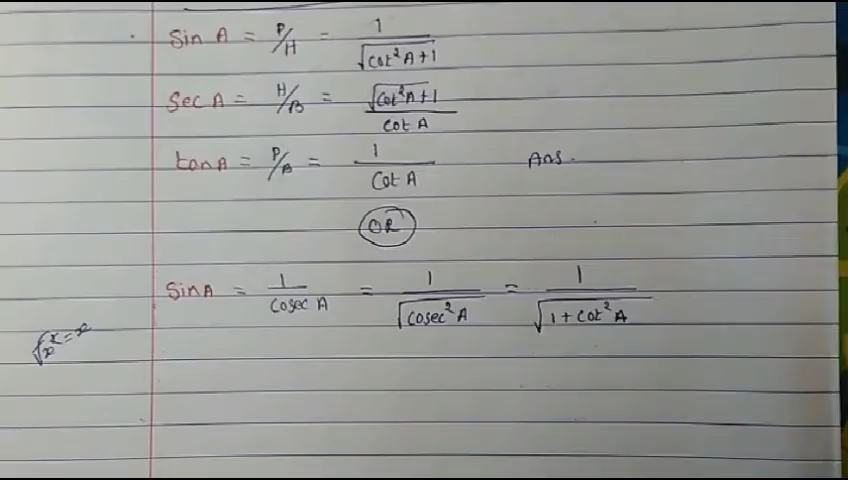 Sin A = P/H = 1/√(cot²A+1)
Sec A = H/B = √(cot²A+1)/cot A
tan A = P/B = 1/Cot A Ans.
OR
Sin A = 1/Cosec A = 1/√(Cosec²A) = 1/√(1+Cot²A)
√x² = x